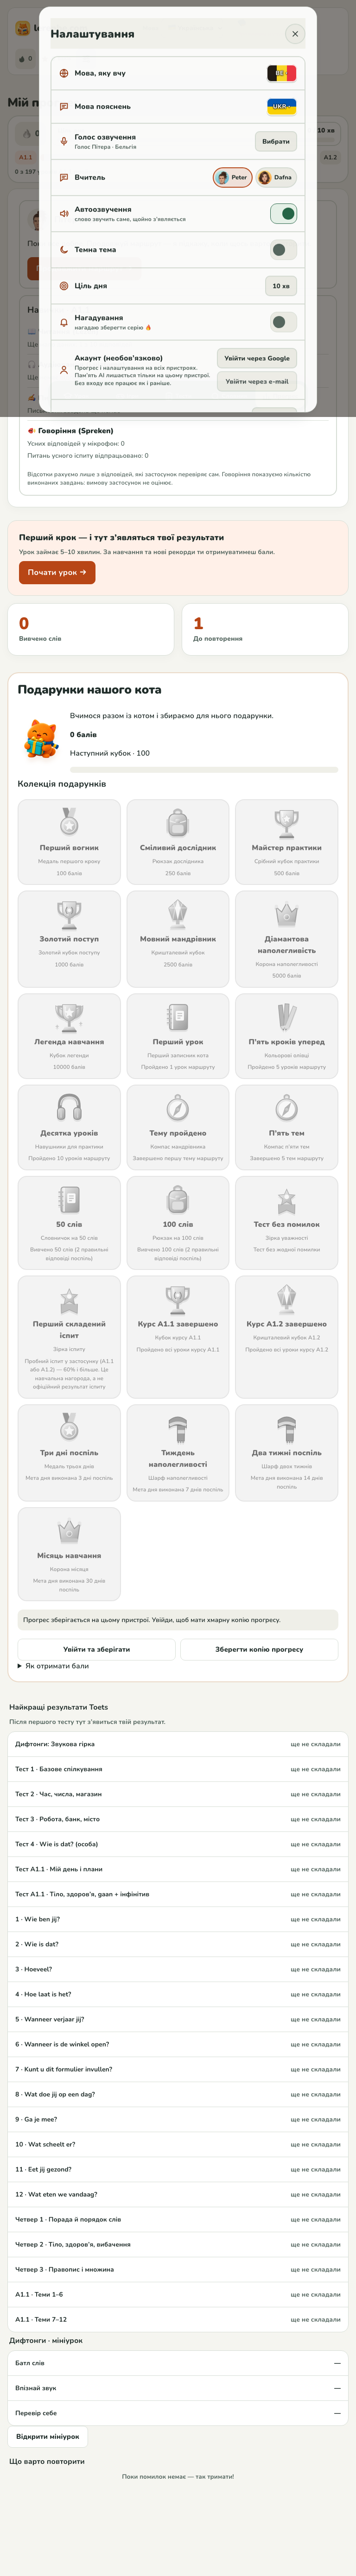 Налаштування
Мова, яку вчу
BE
Мова пояснень
UKR
Голос озвучення
Голос Пітера · Бельгія
Вибрати
Вчитель
Peter
Dafna
Автоозвучення
слово звучить саме, щойно з'являється
Темна тема
Ціль дня
10 хв
Нагадування
нагадаю зберегти серію
Акаунт (необов'язково)
Прогрес і налаштування на всіх пристроях.
Пам'ять AI лишається тільки на цьому пристрої.
Без входу все працює як і раніше.
Увійти через Google
Увійти через e-mail
Мій п
0
10 хв
A1.1
A1.2
Говоріння (Spreken)
Усних відповідей у мікрофон: 0
Питань усного іспиту відпрацьовано: 0
Відсотки рахуємо лише з відповідей, які застосунок перевіряє сам. Говоріння показуємо кількістю
виконаних завдань: вимову застосунок не оцінює.
Перший крок — і тут з'являться твої результати
Урок займає 5–10 хвилин. За навчання та нові рекорди ти отримуватимеш бали.
Почати урок →
0
Вивчено слів
1
До повторення
Подарунки нашого кота
Вчимося разом із котом і збираємо для нього подарунки.
0 балів
Наступний кубок · 100
Колекція подарунків
Перший вогник
Медаль першого кроку
100 балів
Сміливий дослідник
Рюкзак дослідника
250 балів
Майстер практики
Срібний кубок практики
500 балів
Золотий поступ
Золотий кубок поступу
1000 балів
Мовний мандрівник
Кришталевий кубок
2500 балів
Діамантова
наполегливість
Корона наполегливості
5000 балів
Легенда навчання
Кубок легенди
10000 балів
Перший урок
Перший записник кота
Пройдено 1 урок маршруту
П'ять кроків уперед
Кольорові олівці
Пройдено 5 уроків маршруту
Десятка уроків
Навушники для практики
Пройдено 10 уроків маршруту
Тему пройдено
Компас мандрівника
Завершено першу тему маршруту
П'ять тем
Компас п'яти тем
Завершено 5 тем маршруту
50 слів
Словничок на 50 слів
Вивчено 50 слів (2 правильні
відповіді поспіль)
100 слів
Рюкзак на 100 слів
Вивчено 100 слів (2 правильні
відповіді поспіль)
Тест без помилок
Зірка уважності
Тест без жодної помилки
Перший складений
іспит
Зірка іспиту
Пробний іспит у застосунку (A1.1
або A1.2) — 60% і більше. Це
навчальна нагорода, а не
офіційний результат іспиту
Курс A1.1 завершено
Кубок курсу A1.1
Пройдено всі уроки курсу A1.1
Курс A1.2 завершено
Кришталевий кубок A1.2
Пройдено всі уроки курсу A1.2
Три дні поспіль
Медаль трьох днів
Мета дня виконана 3 дні поспіль
Тиждень
наполегливості
Шарф наполегливості
Мета дня виконана 7 днів поспіль
Два тижні поспіль
Шарф двох тижнів
Мета дня виконана 14 днів
поспіль
Місяць навчання
Корона місяця
Мета дня виконана 30 днів
поспіль
Прогрес зберігається на цьому пристрої. Увійди, щоб мати хмарну копію прогресу.
Увійти та зберігати
Зберегти копію прогресу
Як отримати бали
Найкращі результати Toets
Після першого тесту тут з'явиться твій результат.
Дифтонги: Звукова гірка ще не складали
Тест 1 · Базове спілкування ще не складали
Тест 2 · Час, числа, магазин ще не складали
Тест 3 · Робота, банк, місто ще не складали
Тест 4 · Wie is dat? (особа) ще не складали
Тест A1.1 · Мій день і плани ще не складали
Тест A1.1 · Тіло, здоров'я, gaan + інфінітив ще не складали
1 · Wie ben jij? ще не складали
2 · Wie is dat? ще не складали
3 · Hoeveel? ще не складали
4 · Hoe laat is het? ще не складали
5 · Wanneer verjaar jij? ще не складали
6 · Wanneer is de winkel open? ще не складали
7 · Kunt u dit formulier invullen? ще не складали
8 · Wat doe jij op een dag? ще не складали
9 · Ga je mee? ще не складали
10 · Wat scheelt er? ще не складали
11 · Eet jij gezond? ще не складали
12 · Wat eten we vandaag? ще не складали
Четвер 1 · Порада й порядок слів ще не складали
Четвер 2 · Тіло, здоров'я, вибачення ще не складали
Четвер 3 · Правопис і множина ще не складали
A1.1 · Теми 1–6 ще не складали
A1.1 · Теми 7–12 ще не складали
Дифтонги · мініурок
Батл слів —
Впізнай звук —
Перевір себе —
Відкрити мініурок
Що варто повторити
Поки помилок немає — так тримати!